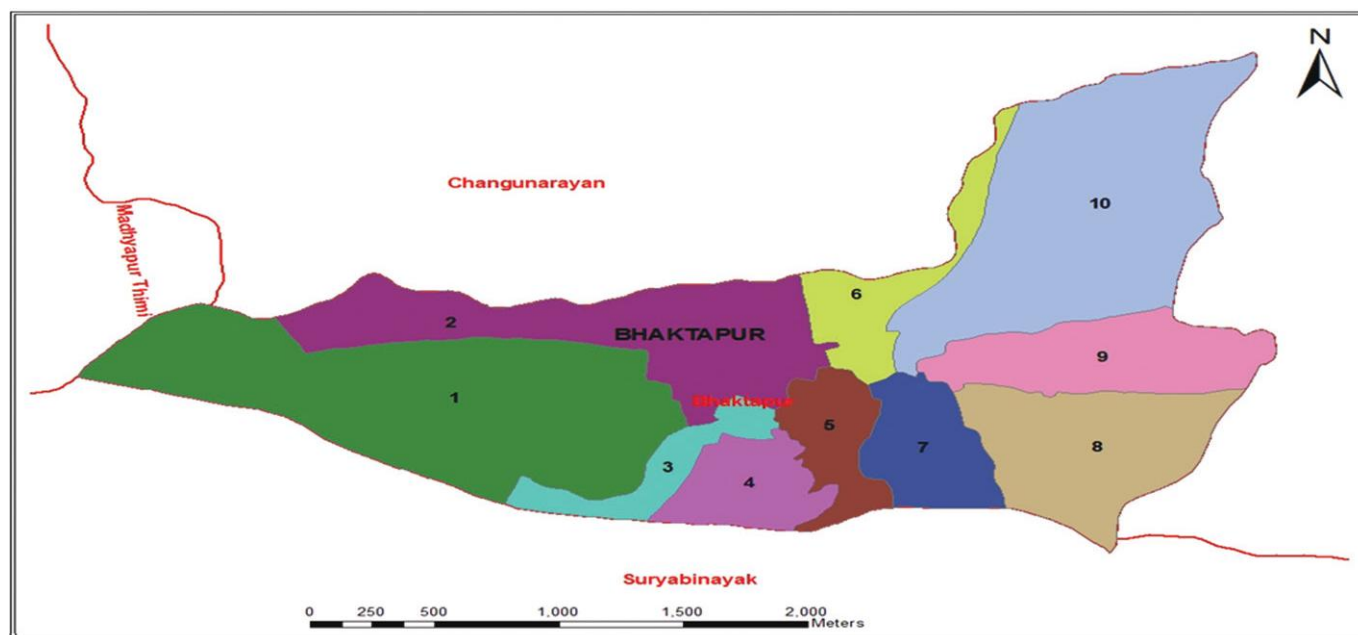 N
Changunarayan
10
Madhyapur Thimi
6
2
BHAKTAPUR
9
1
Bhaktapur
5
8
7
3
4
Suryabinayak
0 250 500 1,000 1,500 2,000
Meters